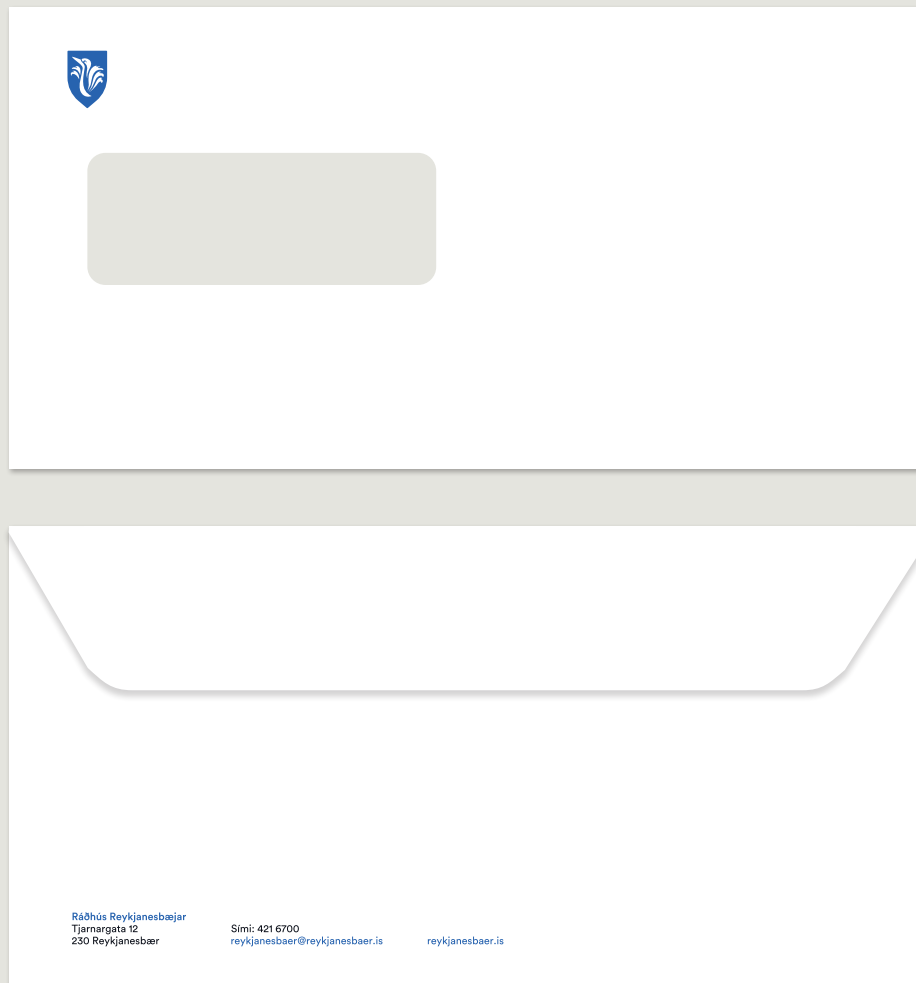 Ráðhús Reykjanesbæjar
Tjarnargata 12
230 Reykjanesbær
Sími: 421 6700
reykjanesbaer@reykjanesbaer.is
reykjanesbaer.is